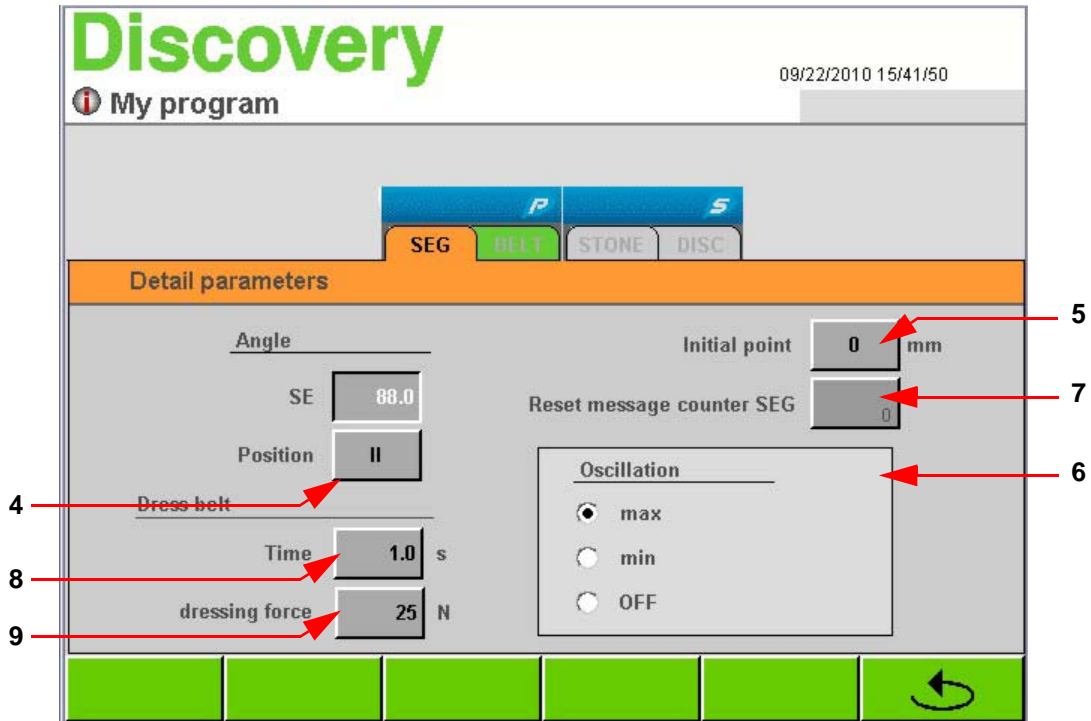 Discovery
09/22/2010 15/41/50
My program
P
S
SEG
BELT
STONE
DISC
Detail parameters
Angle
SE
88.0
Position
II
Dress belt
Time
1.0
s
dressing force
25
N
Initial point
0
mm
Reset message counter SEG
0
Oscillation
max
min
OFF
4
8
9
5
7
6